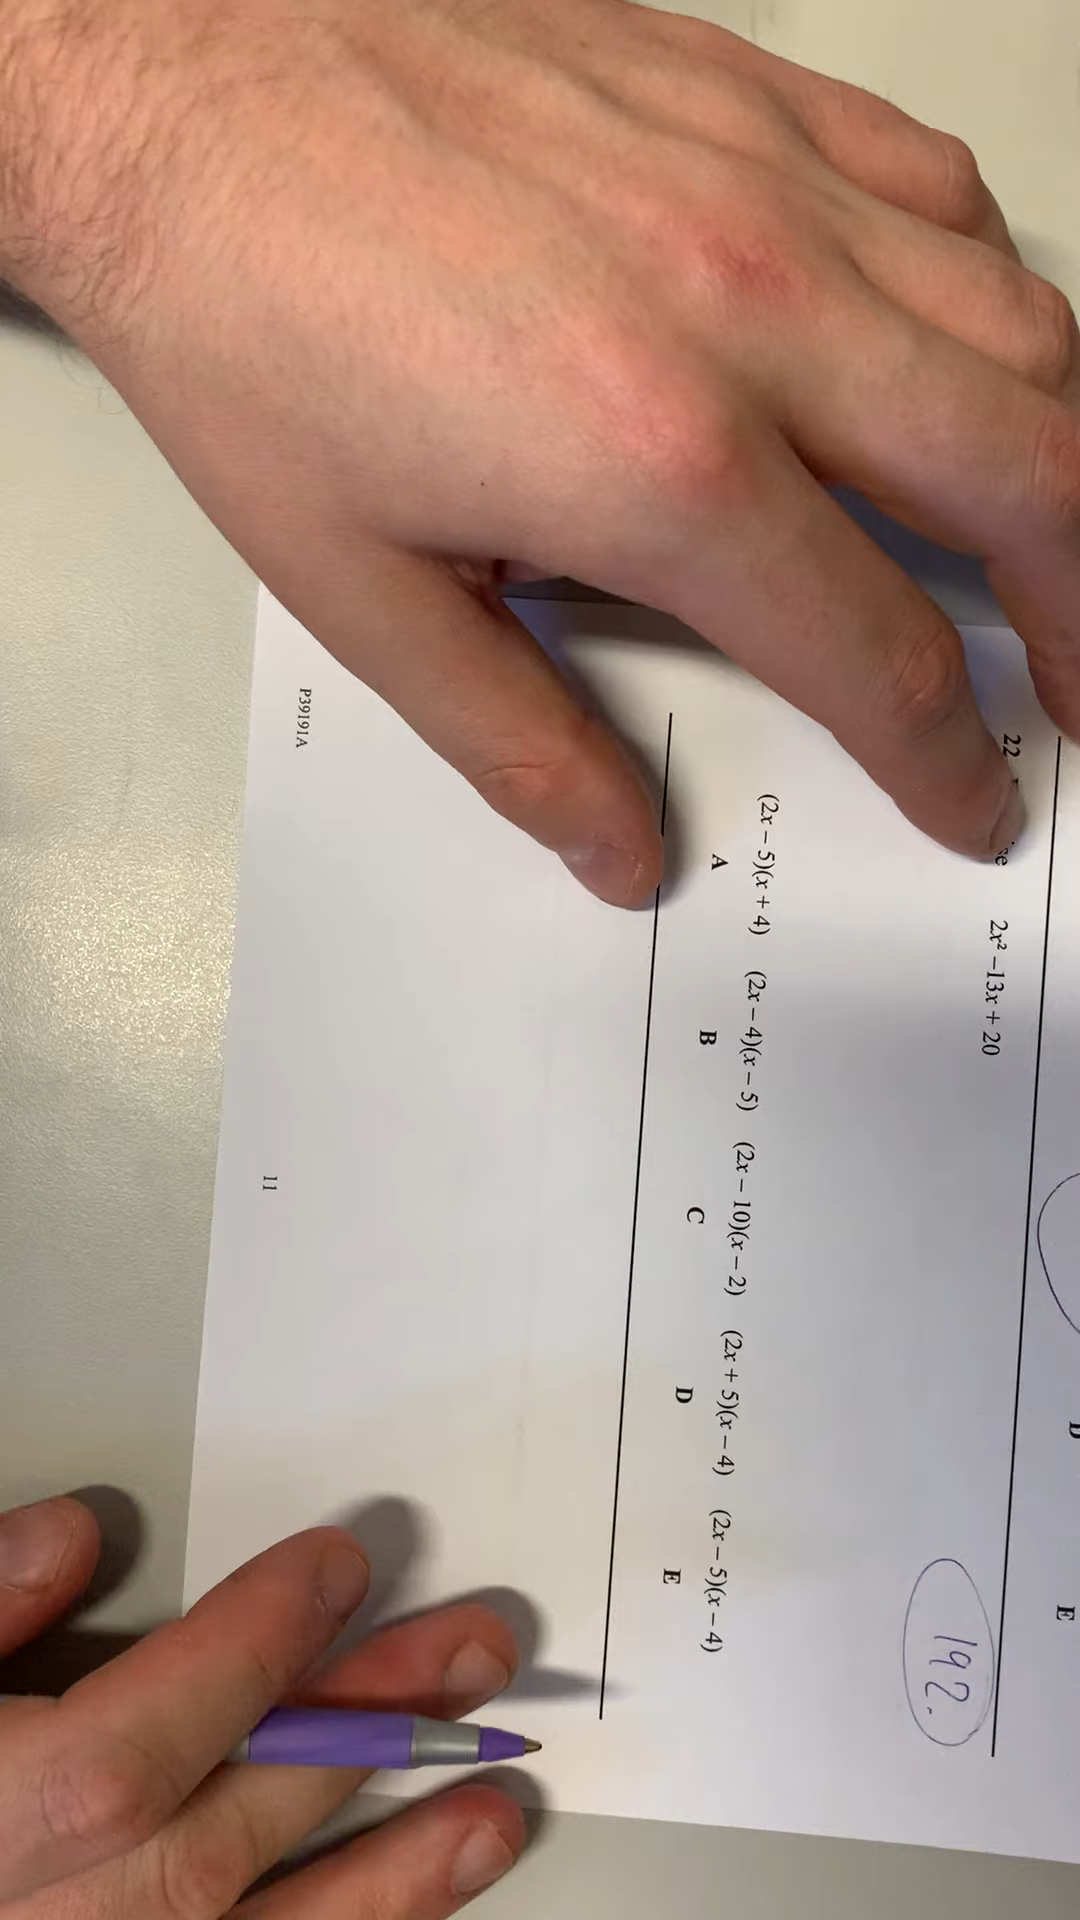 D E
192.
22 2x² –13x + 20
(2x – 5)(x + 4) (2x – 4)(x – 5) (2x – 10)(x – 2) (2x + 5)(x – 4) (2x – 5)(x – 4)
A B C D E
P39191A 11